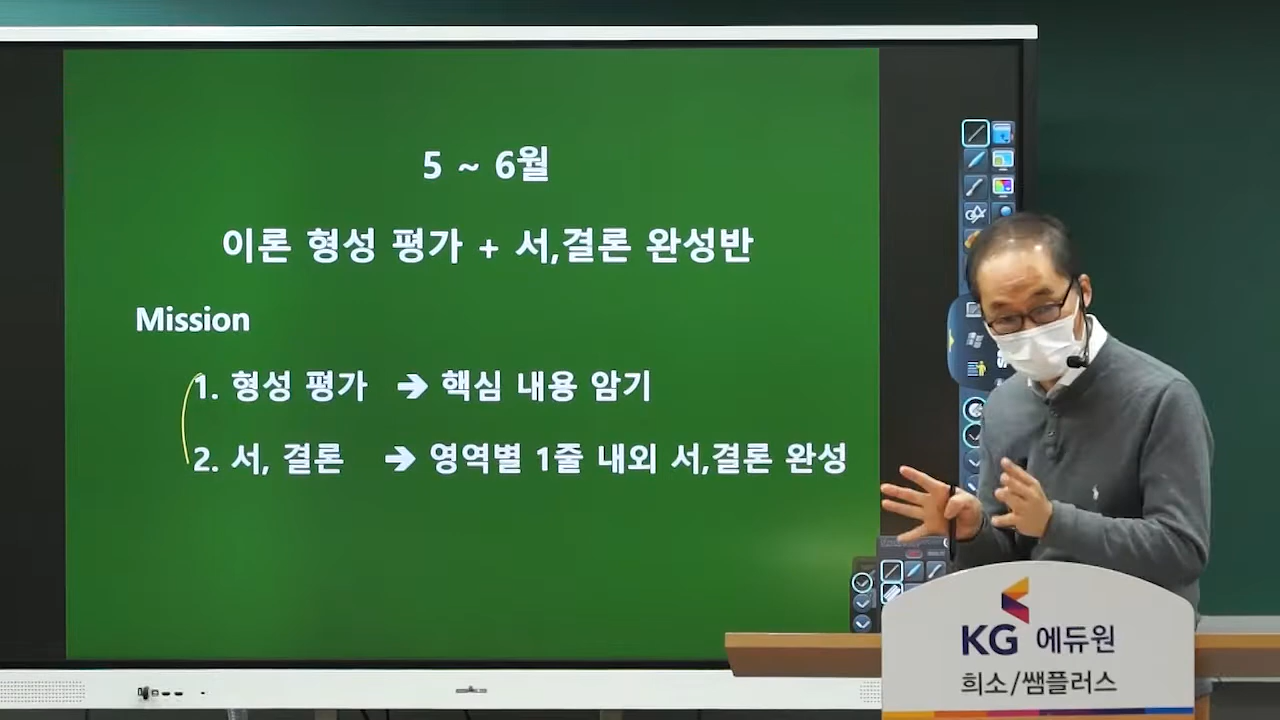 5 ~ 6월
이론 형성 평가 + 서,결론 완성반
Mission
1. 형성 평가 ➔ 핵심 내용 암기
2. 서, 결론 ➔ 영역별 1줄 내외 서,결론 완성
KG 에듀원
희소/쌤플러스